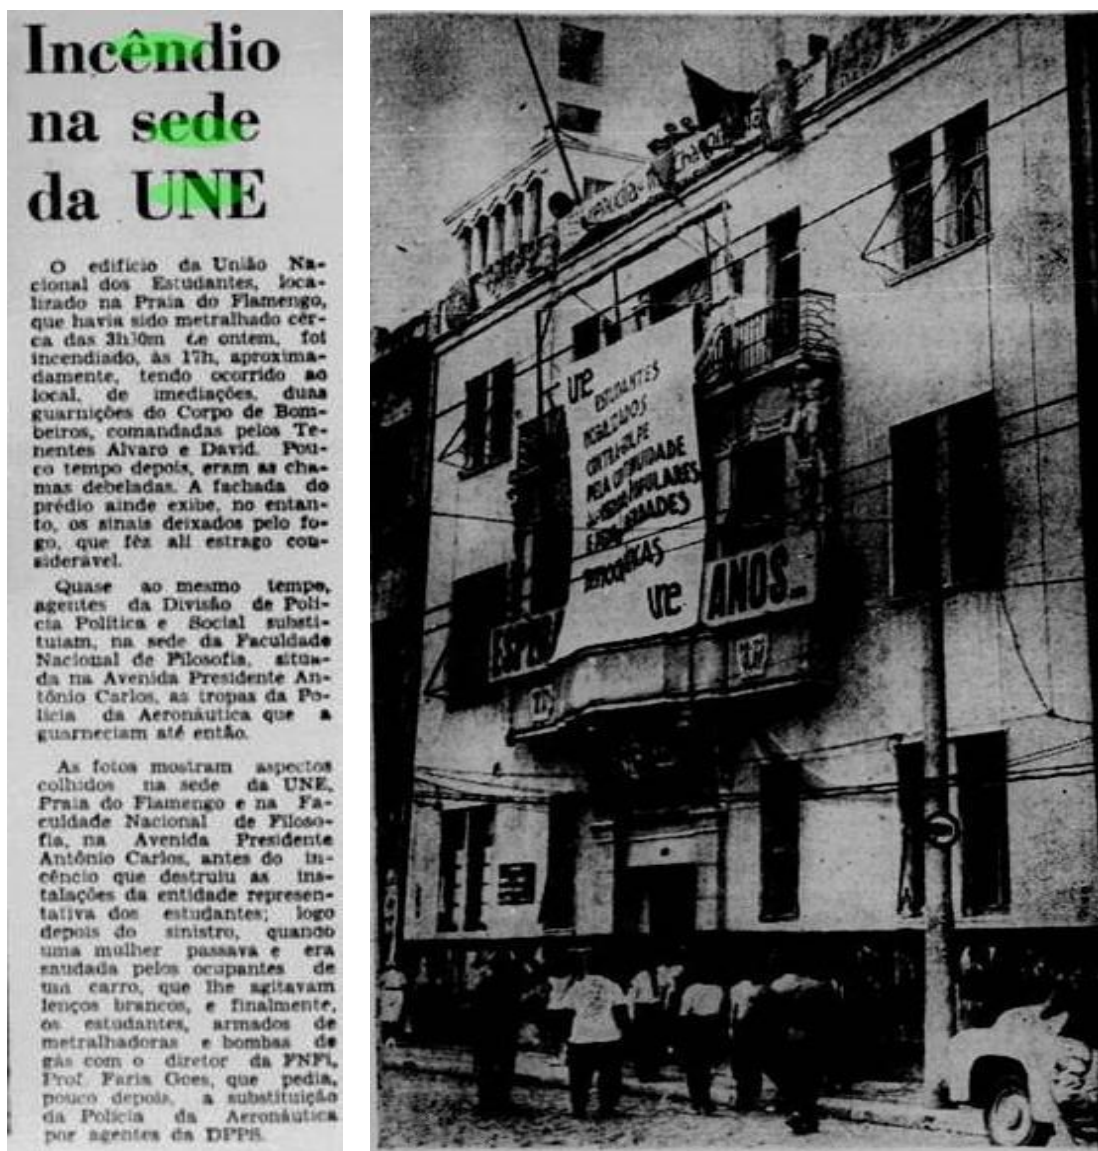 Incêndio
na sede
da UNE
O edifício da União Na-
cional dos Estudantes, loca-
lizado na Praia do Flamengo,
que havia sido metralhado cêr-
ca das 3h30m de ontem, foi
incendiado, às 17h, aproxima-
damente, tendo ocorrido ao
local, de imediações, duas
guarnições do Corpo de Bom-
beiros, comandadas pelos Te-
nentes Alvaro e David. Pou-
co tempo depois, eram as cha-
mas debeladas. A fachada do
prédio ainde exibe, no entan-
to, os sinais deixados pelo fo-
go, que fêz ali estrago con-
siderável.
Quase ao mesmo tempo,
agentes da Divisão de Polí-
cia Política e Social substi-
tuiam, na sede da Faculdade
Nacional de Filosofia, situa-
da na Avenida Presidente An-
tônio Carlos, as tropas da Po-
lícia da Aeronáutica que a
guarneciam até então.
As fotos mostram aspectos
colhidos na sede da UNE,
Praia do Flamengo e na Fa-
culdade Nacional de Filoso-
fia, na Avenida Presidente
Antônio Carlos, antes do in-
cêncio que destruiu as ins-
talações da entidade represen-
tativa dos estudantes; logo
depois do sinistro, quando
uma mulher passava e era
saudada pelos ocupantes de
um carro, que lhe agitavam
lenços brancos, e finalmente,
os estudantes, armados de
metralhadoras e bombas de
gás com o diretor da FNFi,
Prof. Faria Goes, que pedia,
pouco depois, a substituição
da Polícia da Aeronáutica
por agentes da DPPS.
une
ESTUDANTES
MOBILIZADOS
CONTRA GOLPE
PELA CONTINUIDADE
POPULARES
E
DEMOCRÁTICAS
une
ANOS...